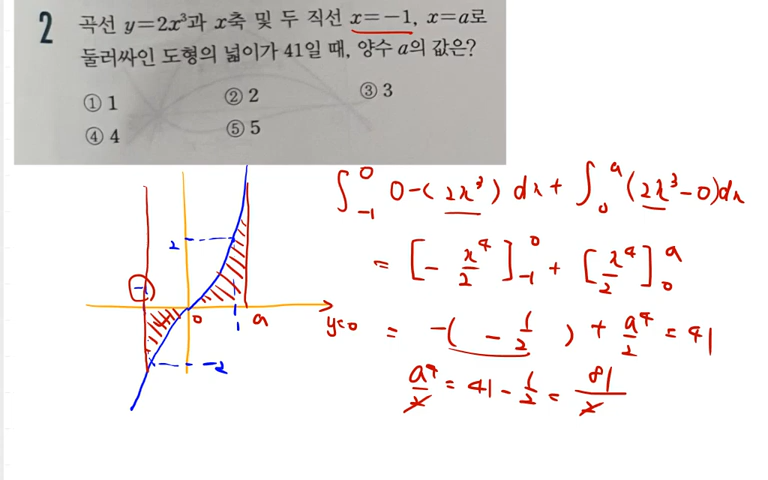 2 곡선 y=2x³과 x축 및 두 직선 x=-1, x=a로
둘러싸인 도형의 넓이가 41일 때, 양수 a의 값은?
① 1 ② 2 ③ 3
④ 4 ⑤ 5
∫₋₁⁰ 0-(2x³) dx + ∫₀ᵃ (2x³-0)dx
= [-x⁴/2]₋₁⁰ + [x⁴/2]₀ᵃ
= -(-1/2) + a⁴/2 = 41
a⁴/2 = 41 - 1/2 = 81/2
2
-1
0
1
a
y=0
-2